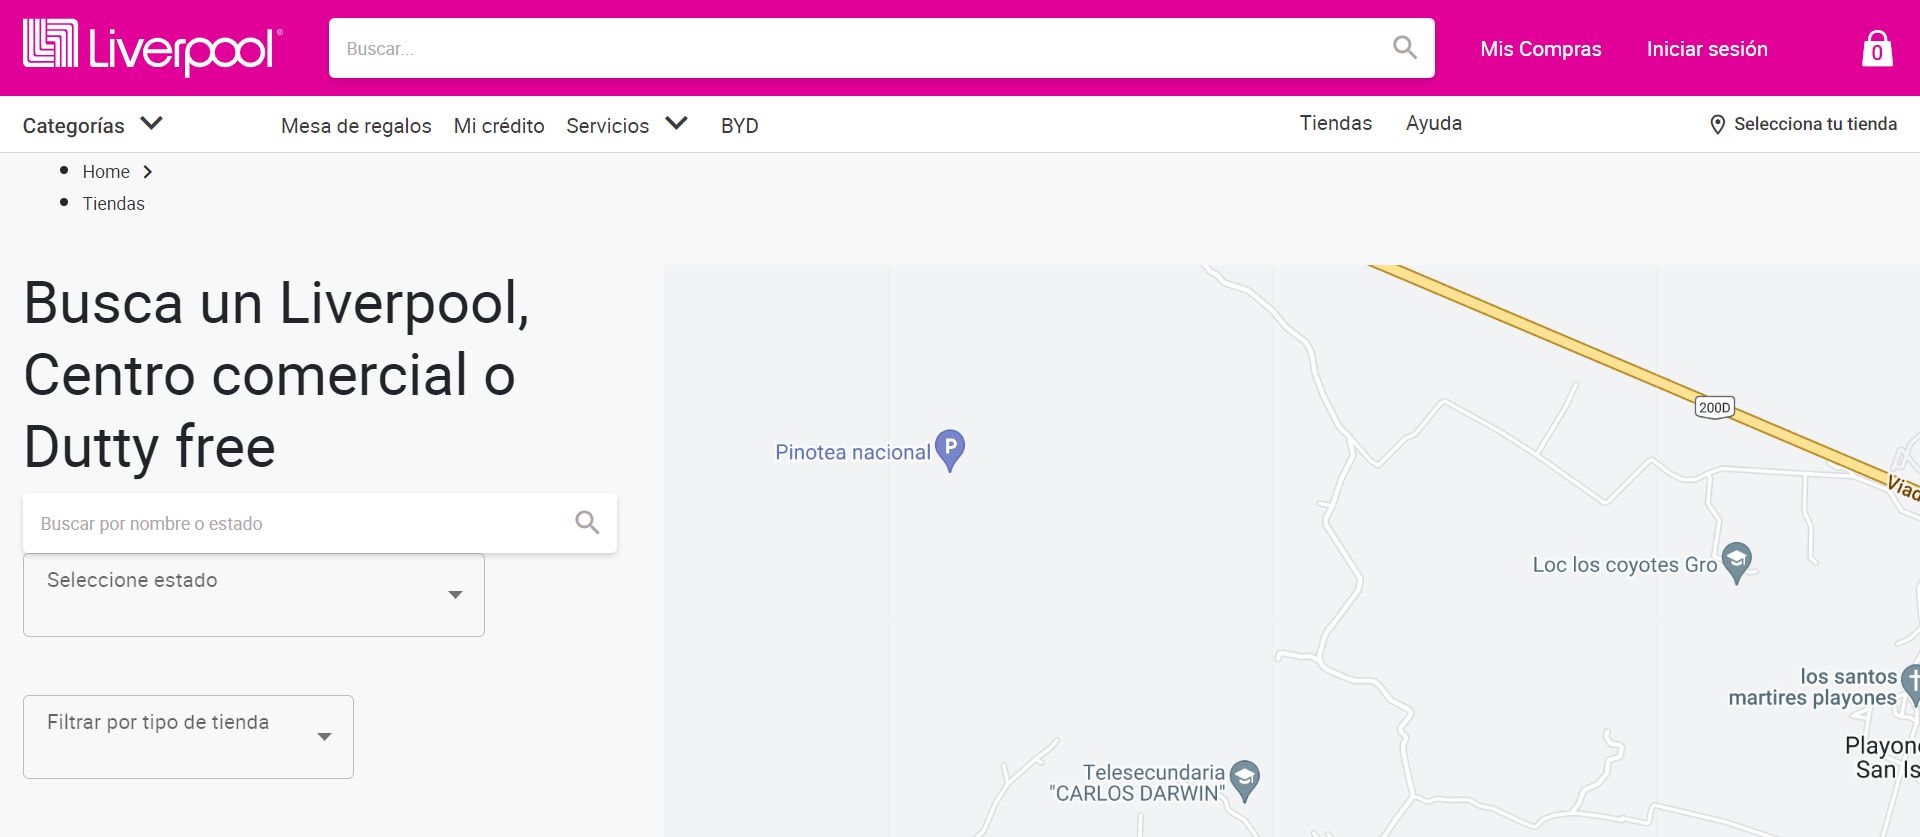 Liverpool®
Buscar...
Mis Compras
Iniciar sesión
0
Categorías
Mesa de regalos
Mi crédito
Servicios
BYD
Tiendas
Ayuda
Selecciona tu tienda
Home
Tiendas
Busca un Liverpool,
Centro comercial o
Dutty free
Buscar por nombre o estado
Seleccione estado
Filtrar por tipo de tienda
200D
Viad
Pinotea nacional
P
Loc los coyotes Gro
los santos
martires playones
Playon
San Is
Telesecundaria
"CARLOS DARWIN"